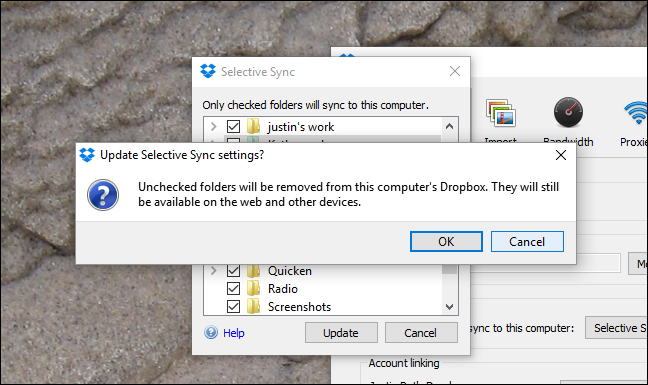 Selective Sync
Only checked folders will sync to this computer.
justin's work
Import
Bandwidth
Update Selective Sync settings?
Unchecked folders will be removed from this computer's Dropbox. They will still
be available on the web and other devices.
OK
Cancel
Quicken
Radio
Screenshots
Help
Update
Cancel
sync to this computer:
Selective
Account linking